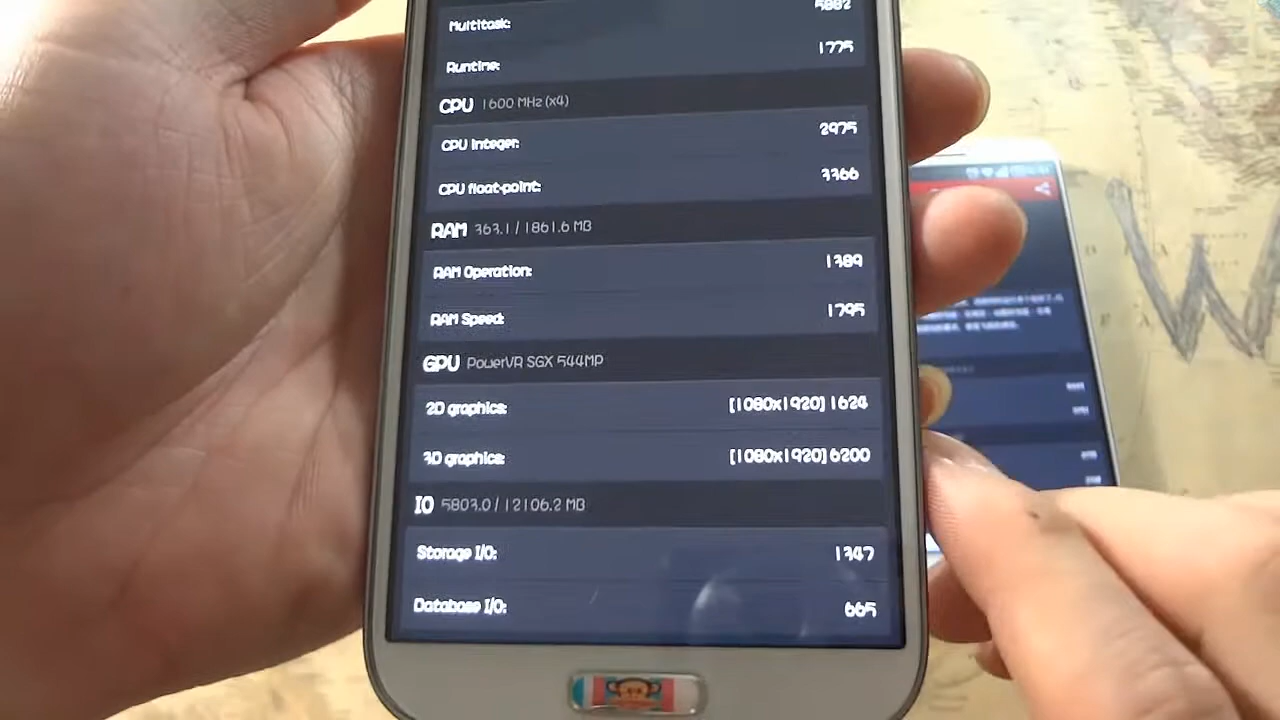 Multitask: 5882
Runtime: 1775
CPU 1600 MHz (x4)
CPU integer: 2975
CPU float-point: 3366
RAM 363.1 / 1861.6 MB
RAM Operation: 1389
RAM Speed: 1795
GPU PowerVR SGX 544MP
2D graphics: [1080x1920] 1624
3D graphics: [1080x1920] 6200
IO 5803.0 / 12106.2 MB
Storage I/O: 1347
Database I/O: 665
W